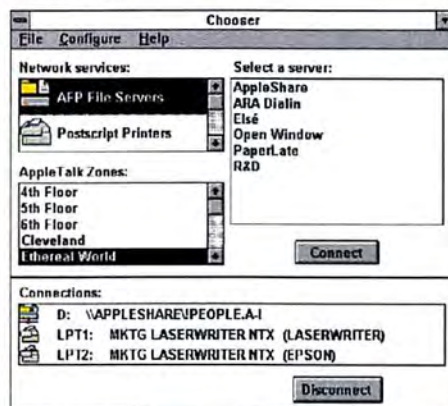 Chooser
File Configure Help
Network services:
AFP File Servers
Postscript Printers
AppleTalk Zones:
4th Floor
5th Floor
6th Floor
Cleveland
Ethereal World
Select a server:
AppleShare
ARA Dialin
Elsé
Open Window
PaperLate
R&D
Connect
Connections:
D: \\APPLESHARE\PEOPLE.A-I
LPT1: MKTG LASERWRITER NTX (LASERWRITER)
LPT2: MKTG LASERWRITER NTX (EPSON)
Disconnect